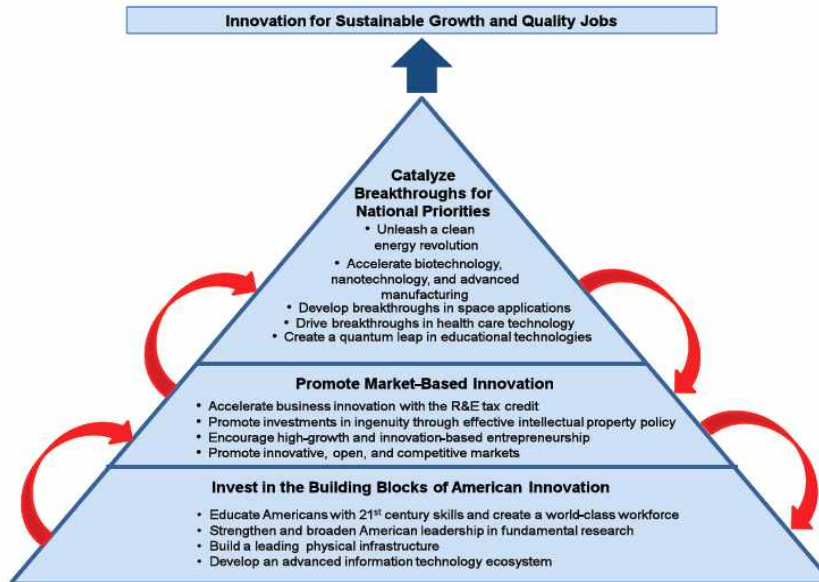 Innovation for Sustainable Growth and Quality Jobs
Catalyze
Breakthroughs for
National Priorities
• Unleash a clean
energy revolution
• Accelerate biotechnology,
nanotechnology, and advanced
manufacturing
• Develop breakthroughs in space applications
• Drive breakthroughs in health care technology
• Create a quantum leap in educational technologies
Promote Market-Based Innovation
• Accelerate business innovation with the R&E tax credit
• Promote investments in ingenuity through effective intellectual property policy
• Encourage high-growth and innovation-based entrepreneurship
• Promote innovative, open, and competitive markets
Invest in the Building Blocks of American Innovation
• Educate Americans with 21st century skills and create a world-class workforce
• Strengthen and broaden American leadership in fundamental research
• Build a leading physical infrastructure
• Develop an advanced information technology ecosystem